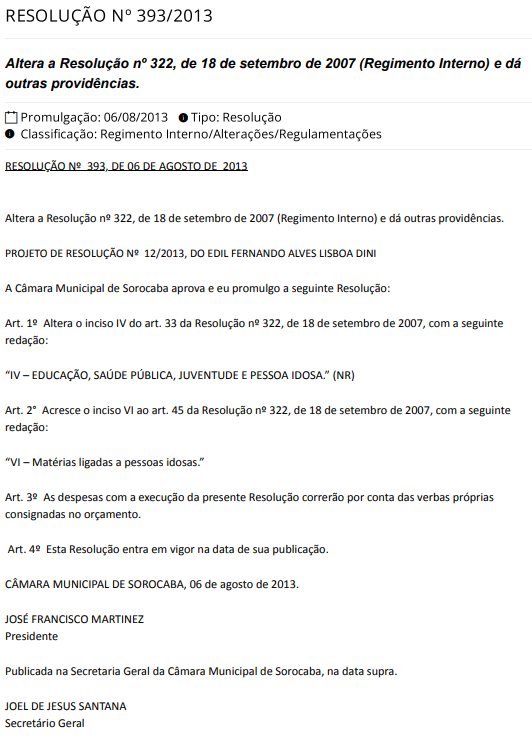 RESOLUÇÃO Nº 393/2013
Altera a Resolução nº 322, de 18 de setembro de 2007 (Regimento Interno) e dá
outras providências.
Promulgação: 06/08/2013 Tipo: Resolução
Classificação: Regimento Interno/Alterações/Regulamentações
RESOLUÇÃO Nº 393, DE 06 DE AGOSTO DE 2013
Altera a Resolução nº 322, de 18 de setembro de 2007 (Regimento Interno) e dá outras providências.
PROJETO DE RESOLUÇÃO Nº 12/2013, DO EDIL FERNANDO ALVES LISBOA DINI
A Câmara Municipal de Sorocaba aprova e eu promulgo a seguinte Resolução:
Art. 1º Altera o inciso IV do art. 33 da Resolução nº 322, de 18 de setembro de 2007, com a seguinte
redação:
“IV – EDUCAÇÃO, SAÚDE PÚBLICA, JUVENTUDE E PESSOA IDOSA.” (NR)
Art. 2° Acresce o inciso VI ao art. 45 da Resolução nº 322, de 18 de setembro de 2007, com a seguinte
redação:
“VI – Matérias ligadas a pessoas idosas.”
Art. 3º As despesas com a execução da presente Resolução correrão por conta das verbas próprias
consignadas no orçamento.
Art. 4º Esta Resolução entra em vigor na data de sua publicação.
CÂMARA MUNICIPAL DE SOROCABA, 06 de agosto de 2013.
JOSÉ FRANCISCO MARTINEZ
Presidente
Publicada na Secretaria Geral da Câmara Municipal de Sorocaba, na data supra.
JOEL DE JESUS SANTANA
Secretário Geral